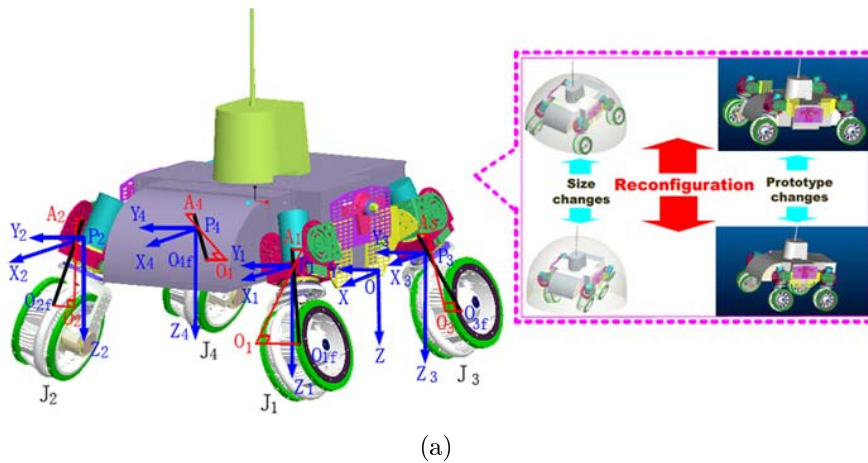 A₄
P₄
Y₄
X₄
O₄f
O₄
Z₄
J₄
A₂
Y₂
P₂
X₂
O₂f
O₂
Z₂
J₂
A₁
Y₁
X₁
O₁
O₁f
Z₁
J₁
X
O
Z
Y₃
P₃
X₃
O₃
O₃f
Z₃
J₃
Size
changes
Reconfiguration
Prototype
changes
(a)